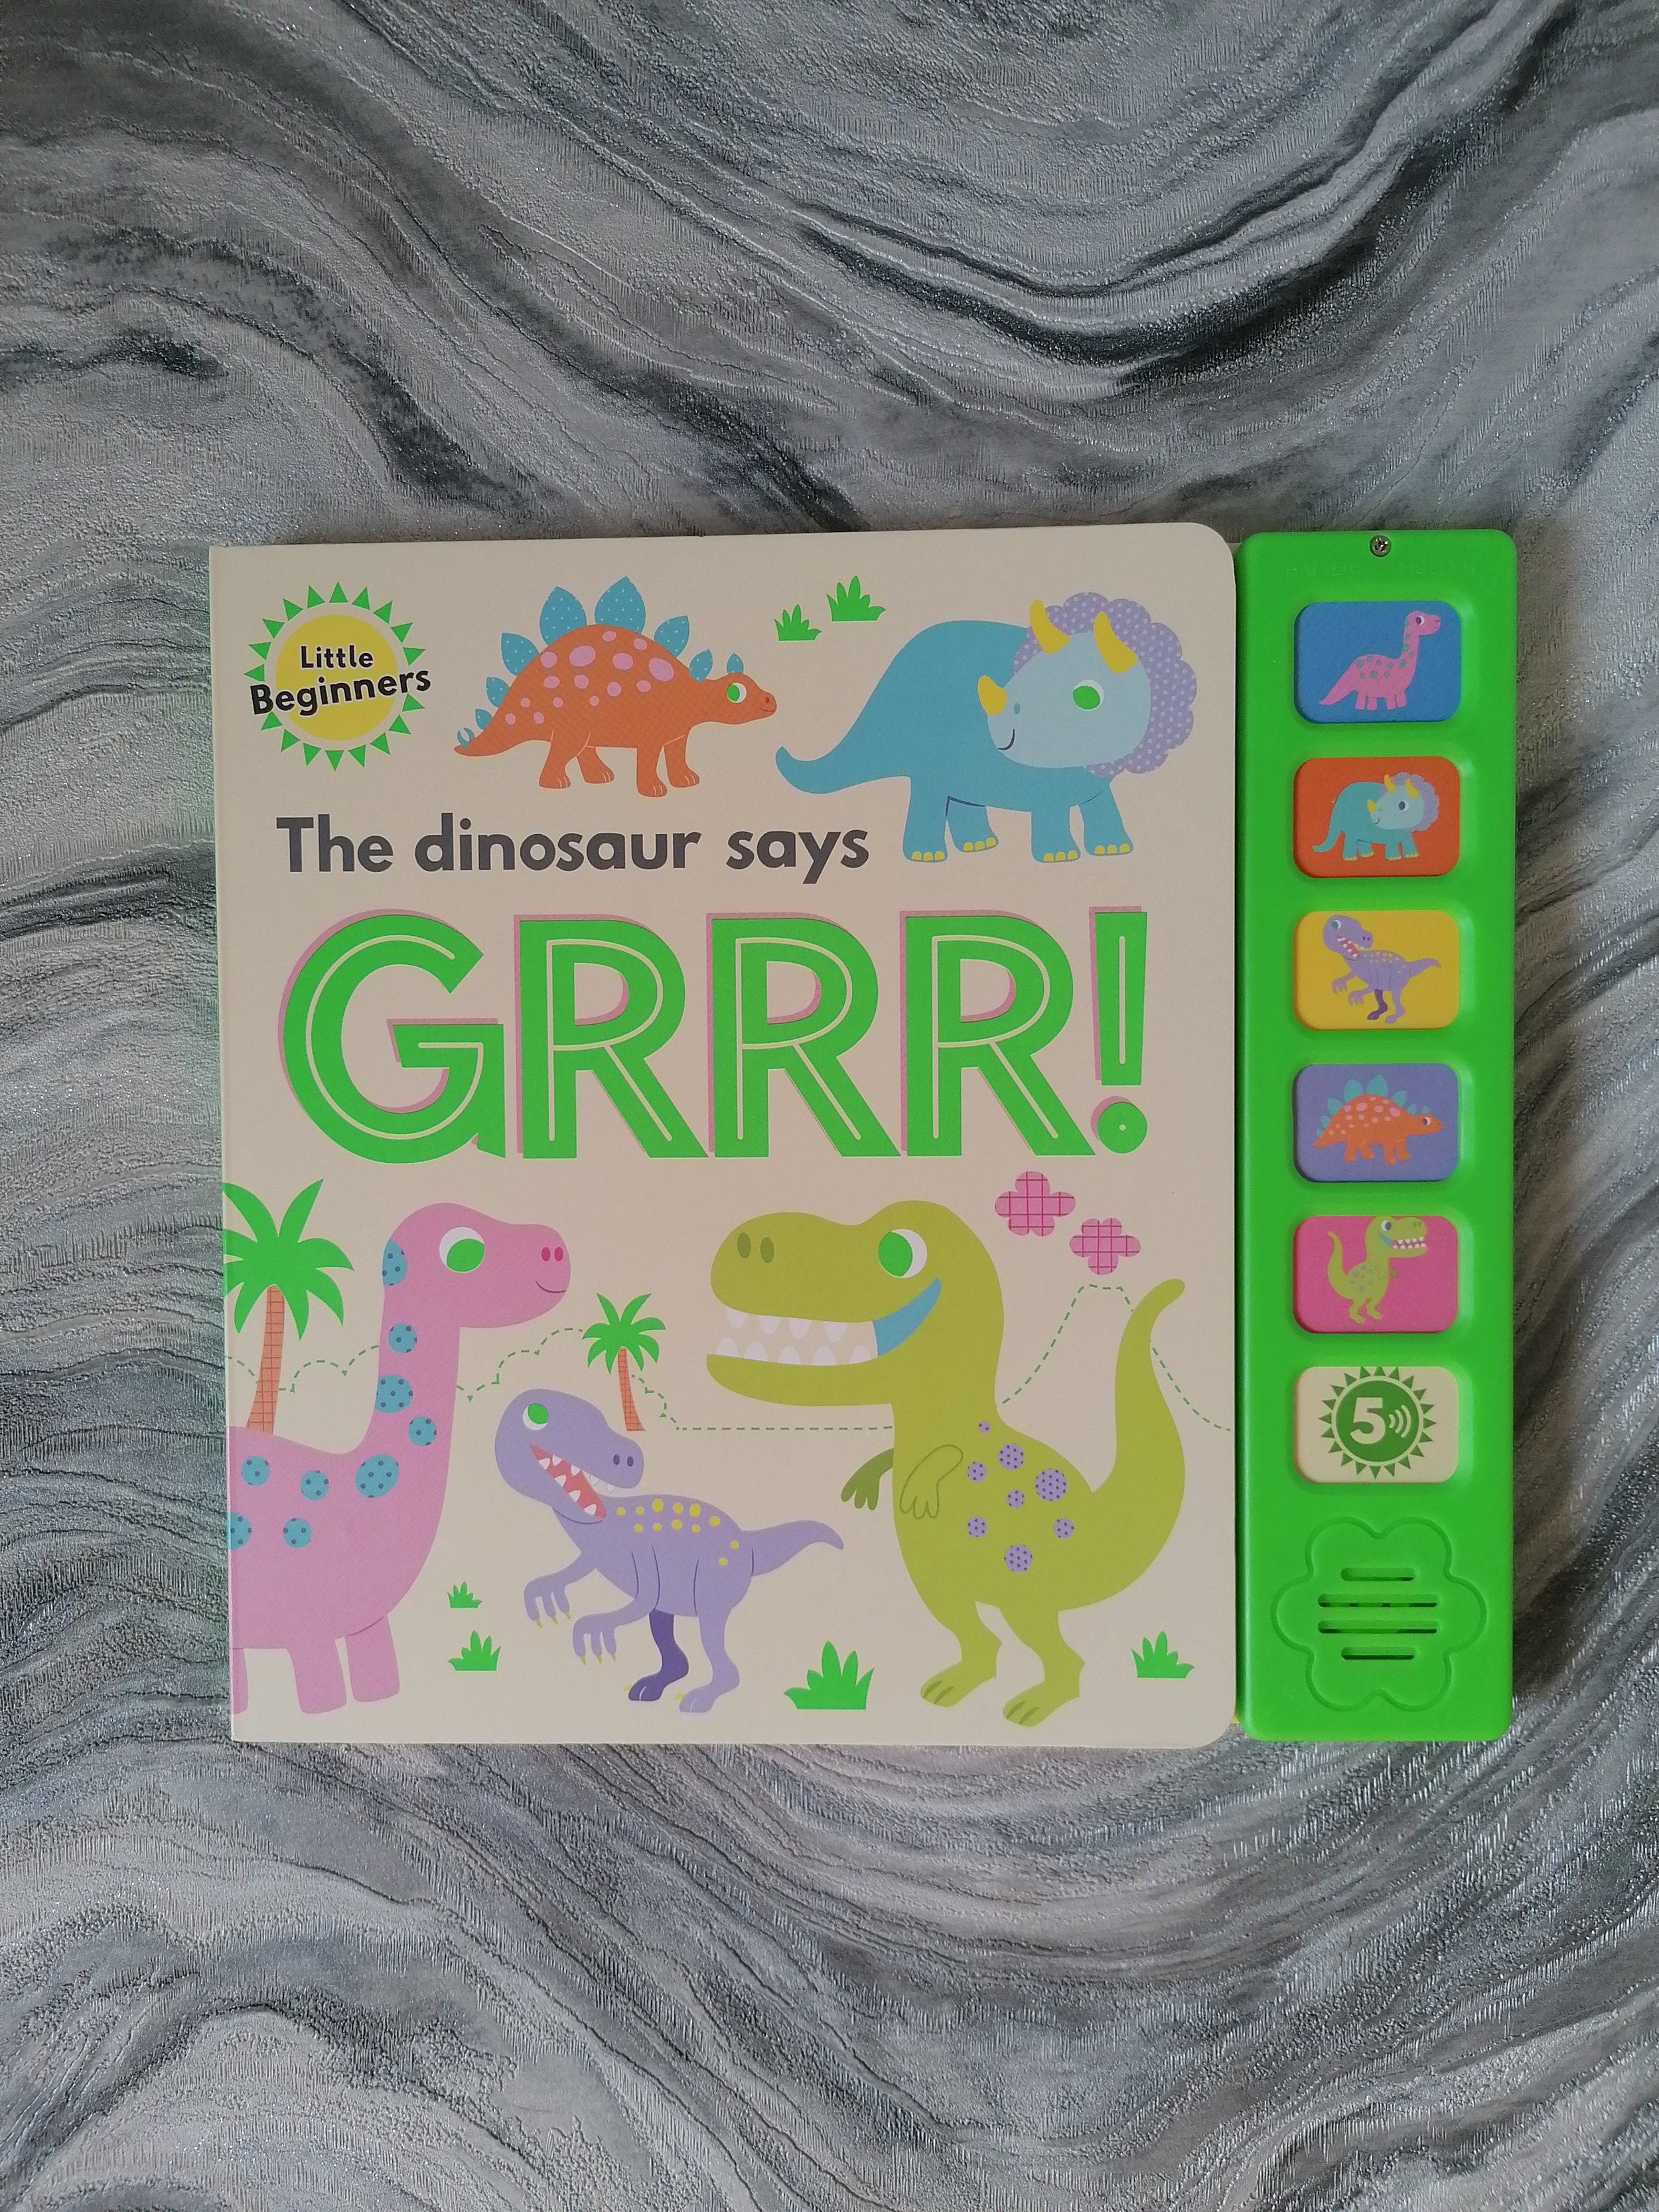 Little
Beginners
The dinosaur says
GRRR!
5